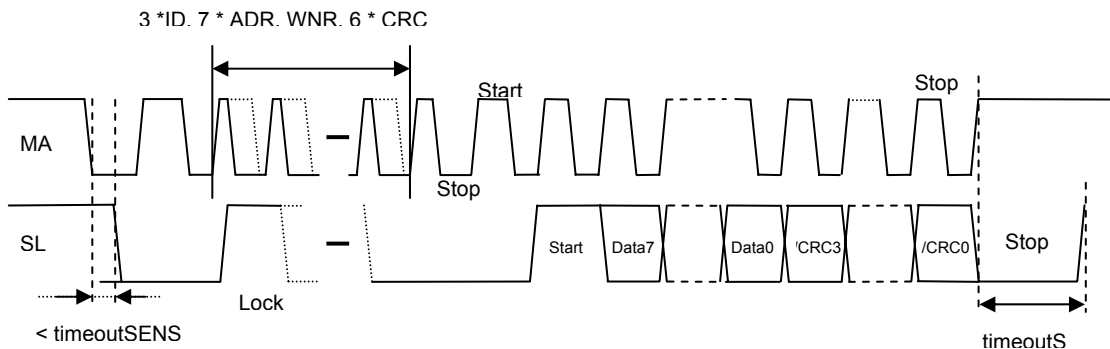 3 *ID, 7 * ADR, WNR, 6 * CRC
Start
Stop
MA
Stop
SL
Start
Data7
Data0
/CRC3
/CRC0
Stop
Lock
< timeoutSENS
timeoutS